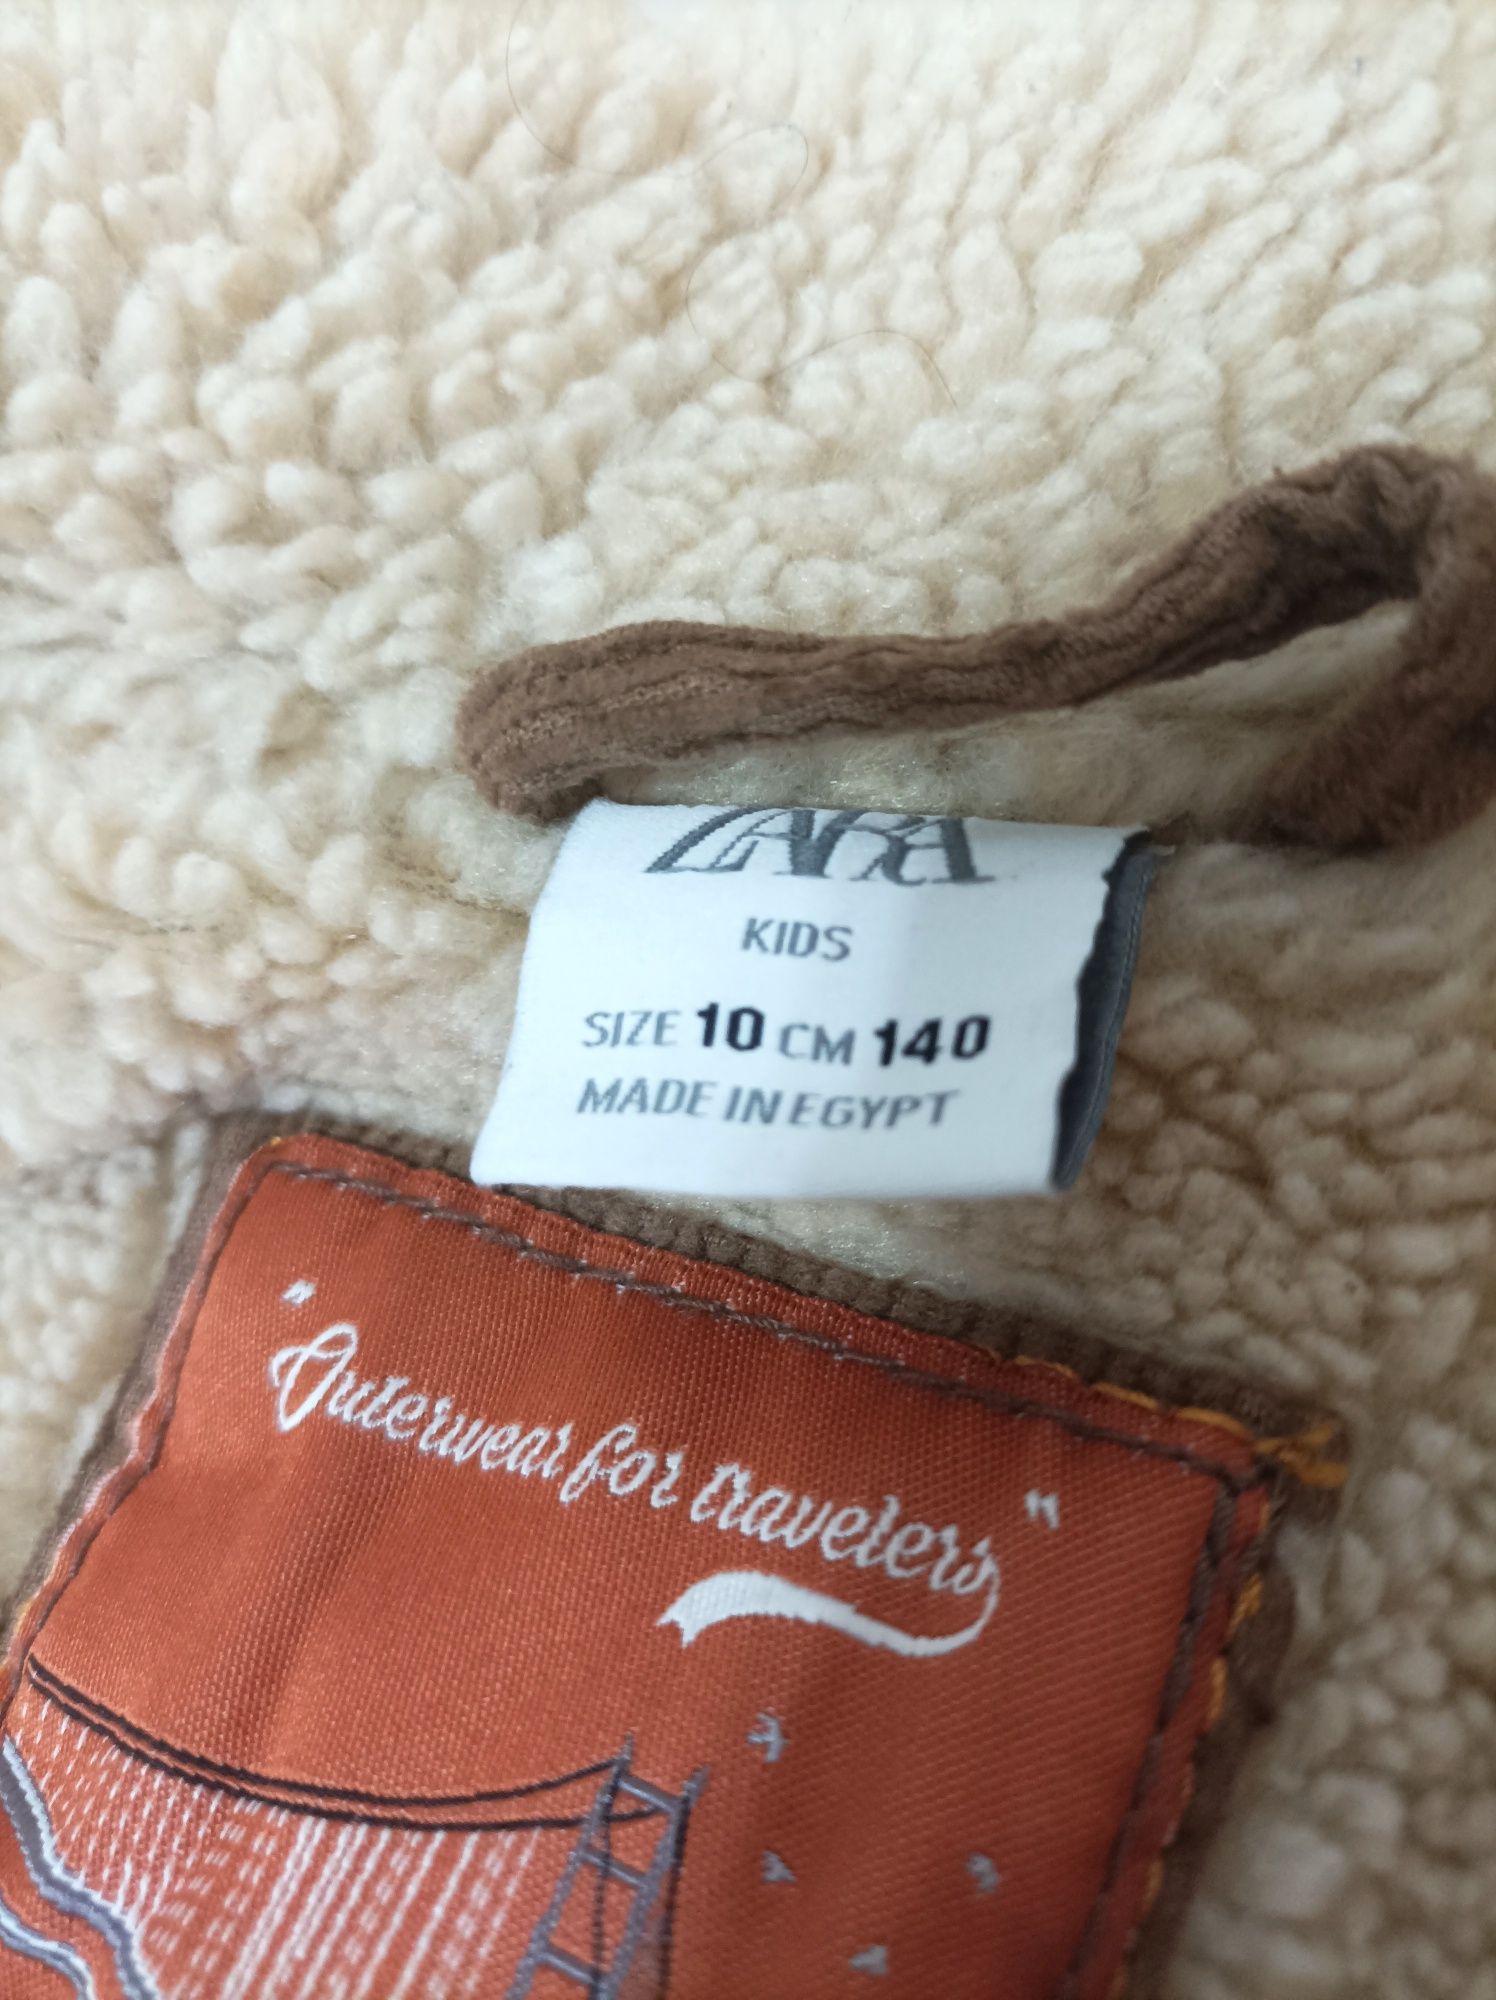 ZARA
KIDS
SIZE 10 CM 140
MADE IN EGYPT
"Outerwear for travelers"